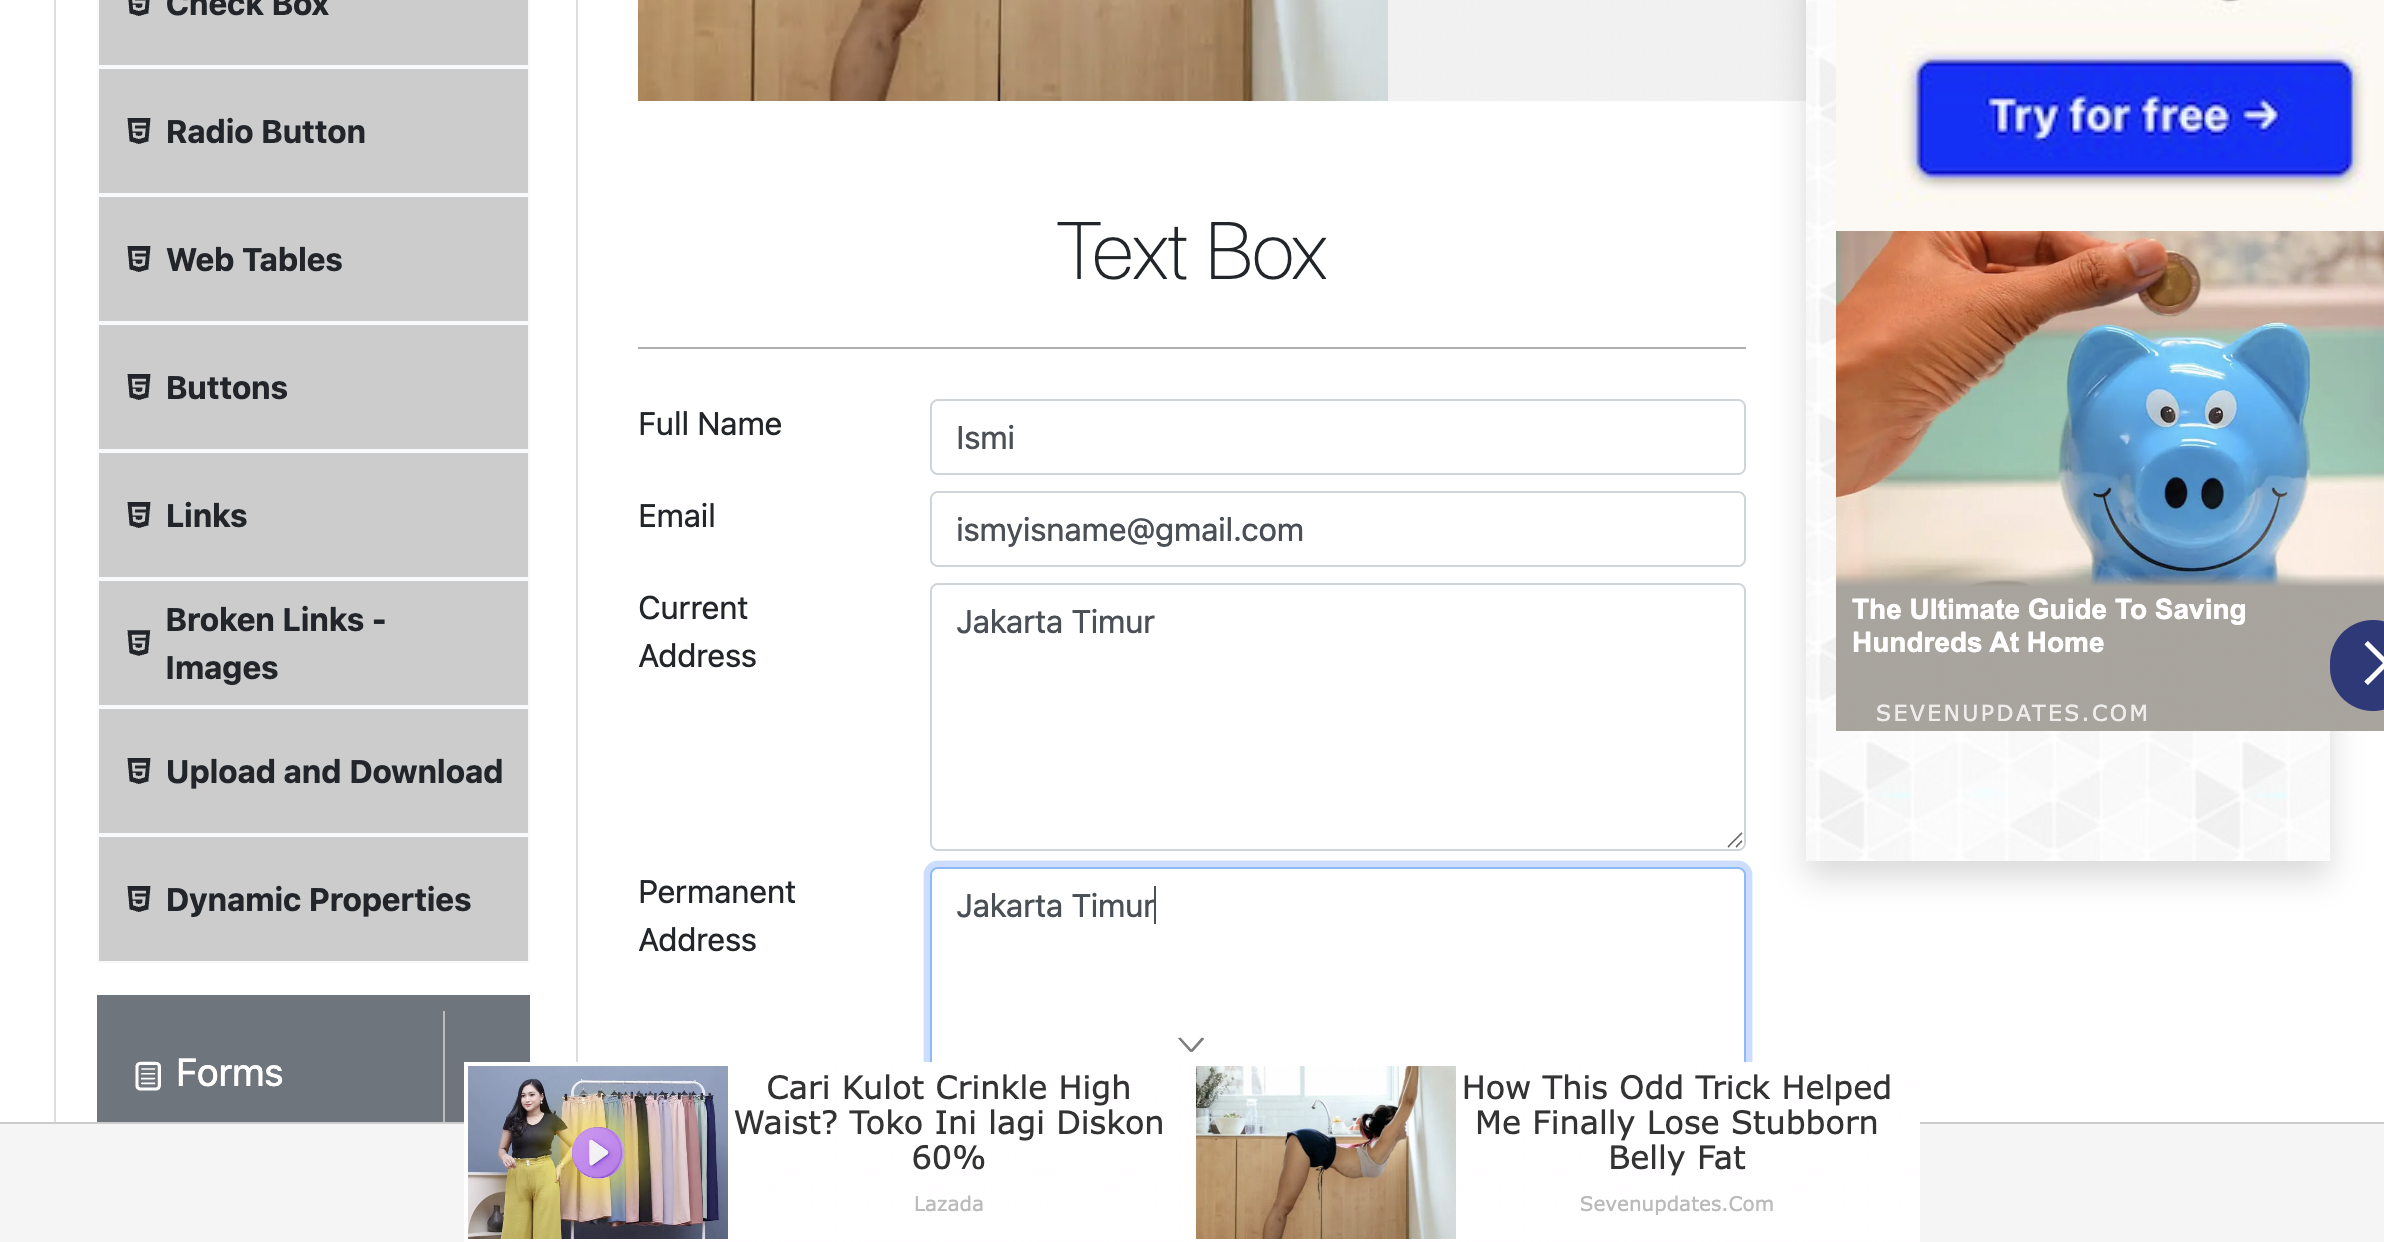 Check Box
Radio Button
Web Tables
Buttons
Links
Broken Links -
Images
Upload and Download
Dynamic Properties
Forms
Text Box
Full Name
Ismi
Email
ismyisname@gmail.com
Current
Address
Jakarta Timur
Permanent
Address
Jakarta Timur
Try for free →
The Ultimate Guide To Saving
Hundreds At Home
SEVENUPDATES.COM
Cari Kulot Crinkle High
Waist? Toko Ini lagi Diskon
60%
Lazada
How This Odd Trick Helped
Me Finally Lose Stubborn
Belly Fat
Sevenupdates.Com